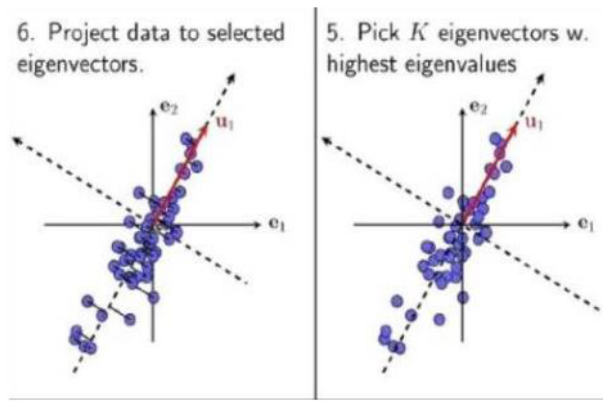 6. Project data to selected
eigenvectors.
e2
u1
e1
5. Pick K eigenvectors w.
highest eigenvalues
e2
u1
e1